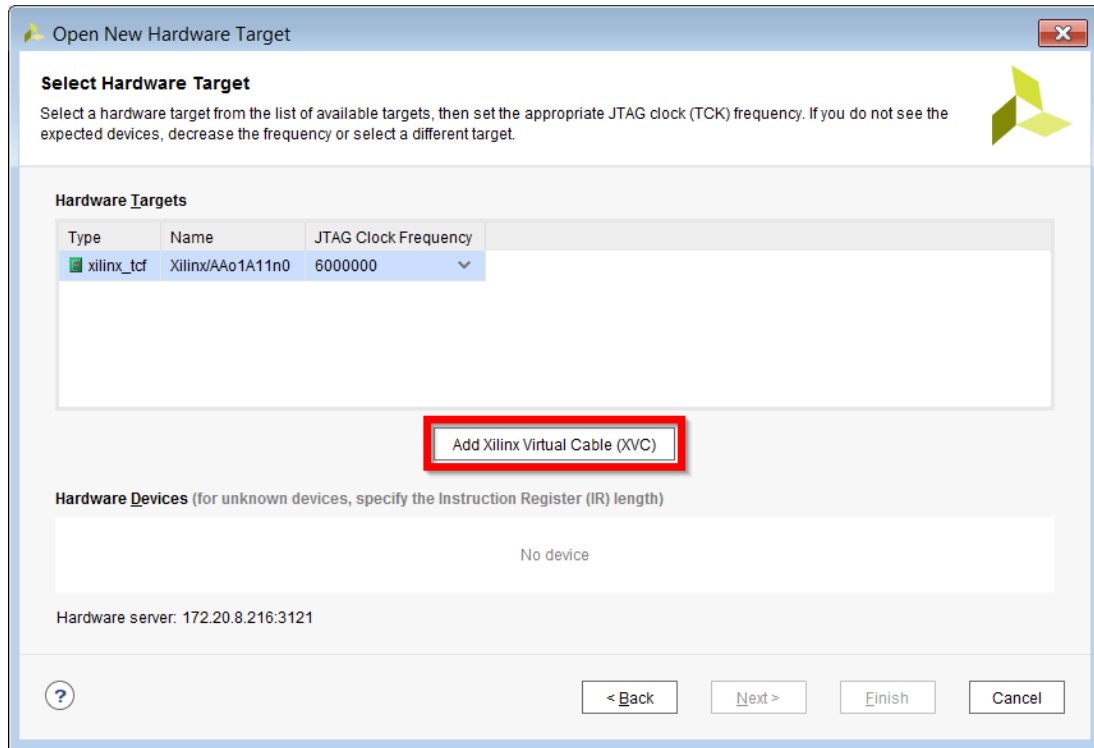 Open New Hardware Target
Select Hardware Target
Select a hardware target from the list of available targets, then set the appropriate JTAG clock (TCK) frequency. If you do not see the
expected devices, decrease the frequency or select a different target.
Hardware Targets
Type Name JTAG Clock Frequency
xilinx_tcf Xilinx/AAo1A11n0 6000000
Add Xilinx Virtual Cable (XVC)
Hardware Devices (for unknown devices, specify the Instruction Register (IR) length)
No device
Hardware server: 172.20.8.216:3121
? < Back Next > Finish Cancel